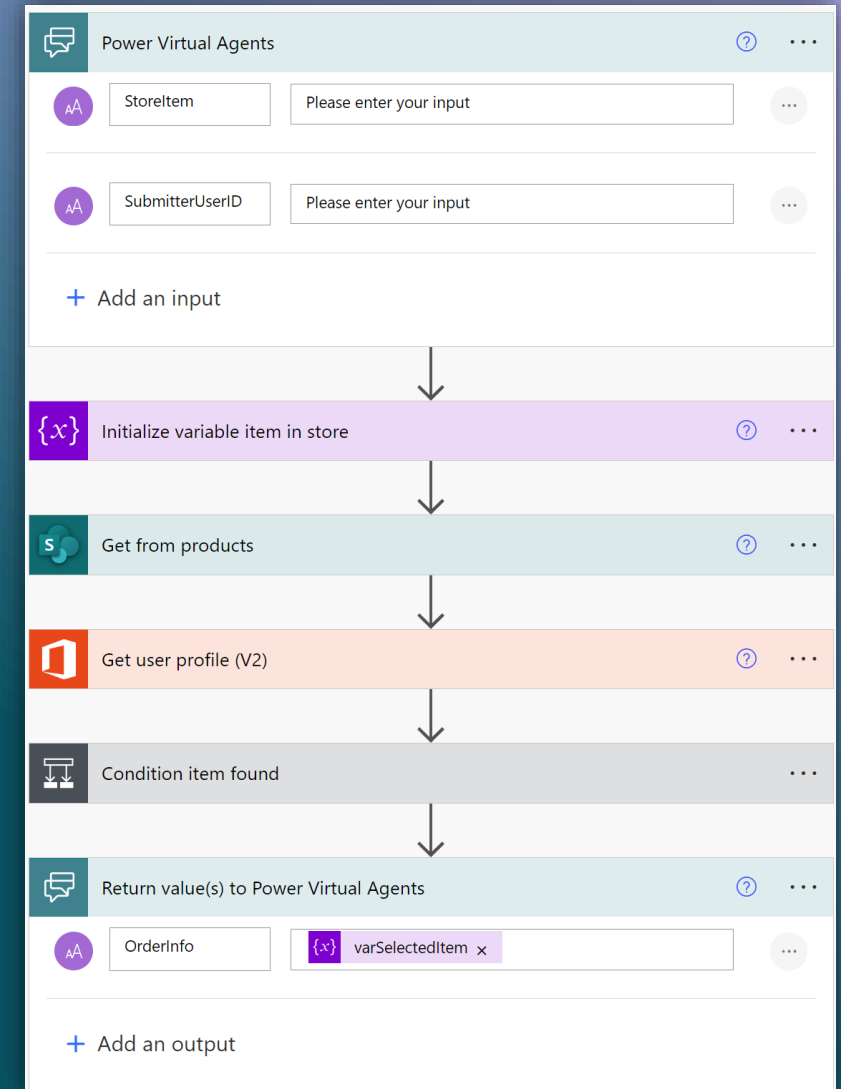 Power Virtual Agents
StoreItem
Please enter your input
SubmitterUserID
Please enter your input
+ Add an input
{x} Initialize variable item in store
S Get from products
Get user profile (V2)
Condition item found
Return value(s) to Power Virtual Agents
OrderInfo
{x} varSelectedItem ×
+ Add an output